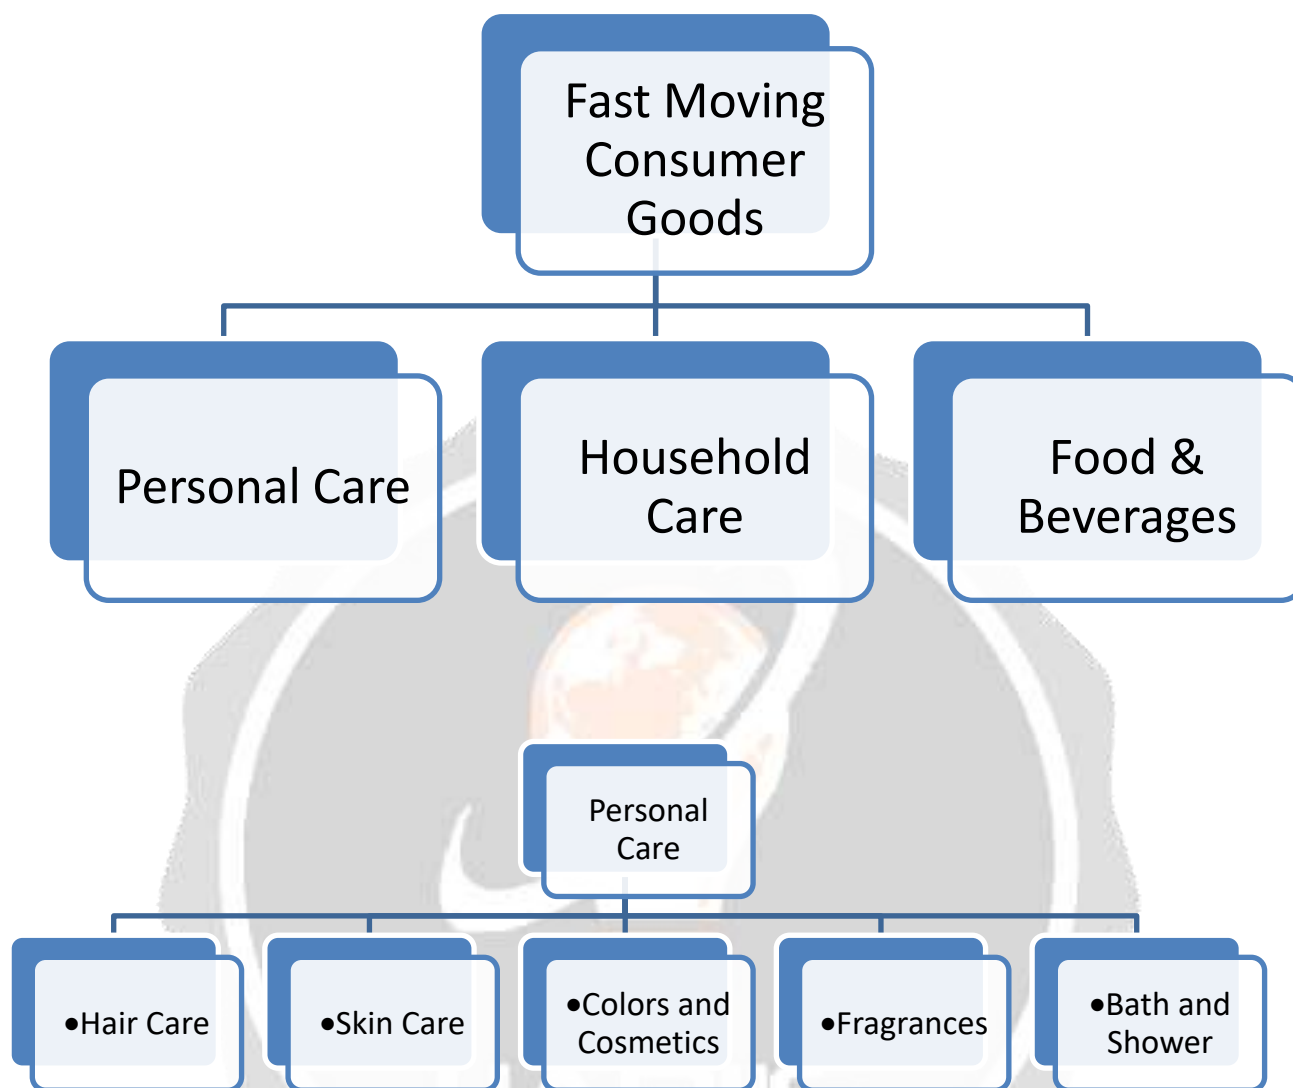 Fast Moving
Consumer
Goods
Personal Care
Household
Care
Food &
Beverages
Personal
Care
•Hair Care
•Skin Care
•Colors and
Cosmetics
•Fragrances
•Bath and
Shower